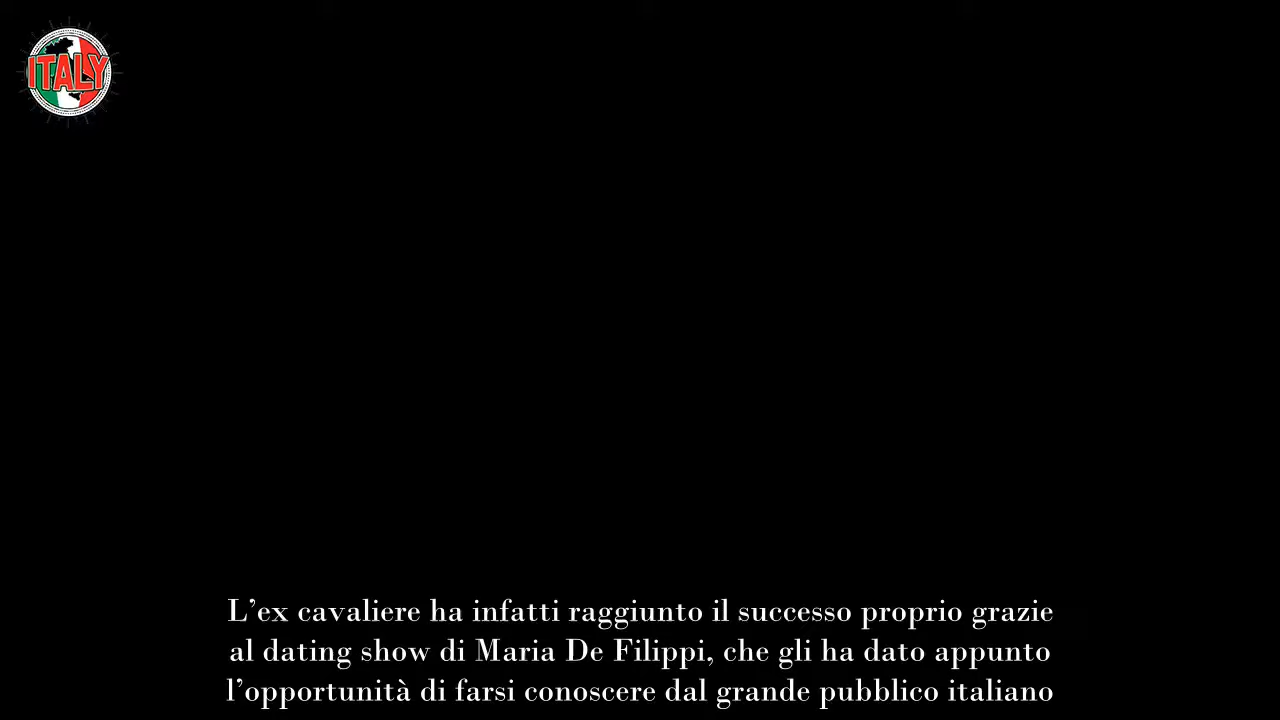 ITALY
L’ex cavaliere ha infatti raggiunto il successo proprio grazie
al dating show di Maria De Filippi, che gli ha dato appunto
l’opportunità di farsi conoscere dal grande pubblico italiano